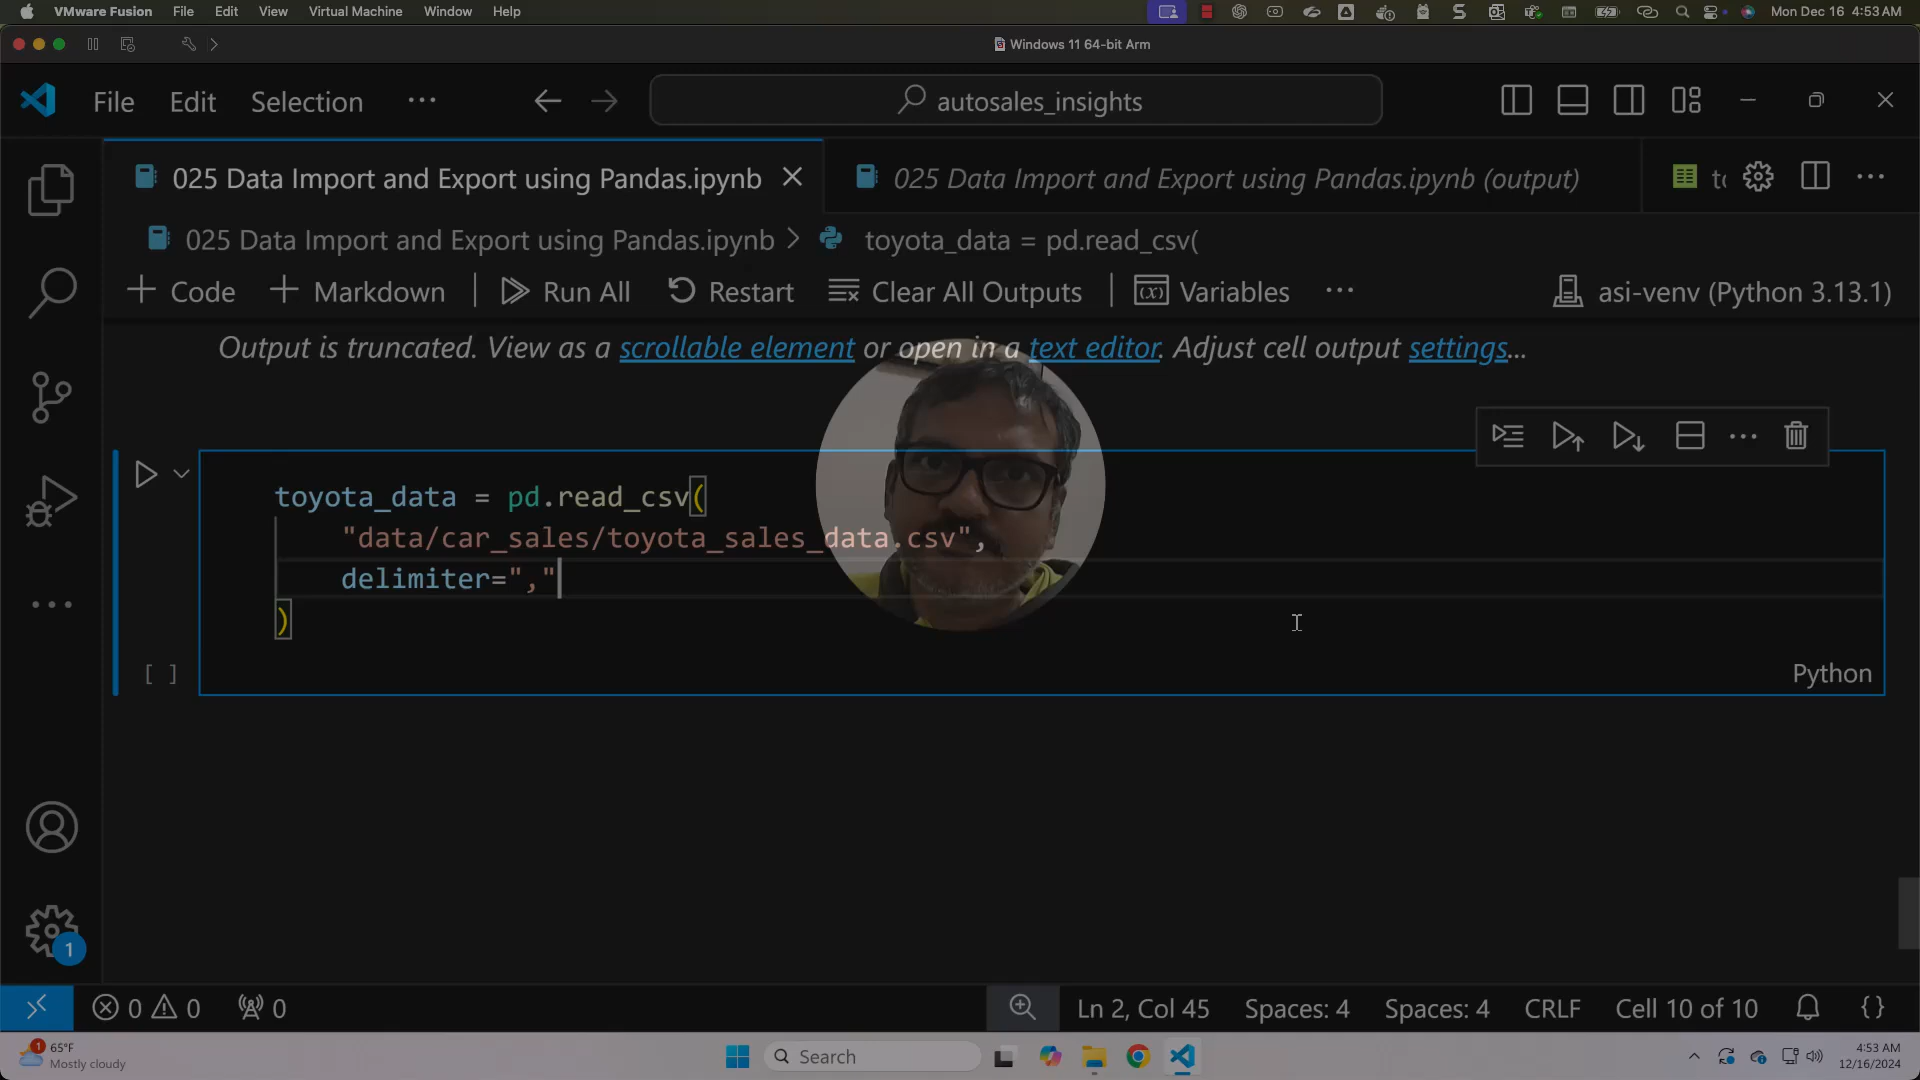 VMware Fusion File Edit View Virtual Machine Window Help Mon Dec 16 4:53 AM
Windows 11 64-bit Arm
File Edit Selection ... autosales_insights
025 Data Import and Export using Pandas.ipynb 025 Data Import and Export using Pandas.ipynb (output)
025 Data Import and Export using Pandas.ipynb > toyota_data = pd.read_csv(
+ Code + Markdown | Run All Restart Clear All Outputs | Variables ... asi-venv (Python 3.13.1)
Output is truncated. View as a scrollable element or open in a text editor. Adjust cell output settings...
toyota_data = pd.read_csv(
"data/car_sales/toyota_sales_data.csv",
delimiter=","
)
[ ] Python
1
0 0 0 Ln 2, Col 45 Spaces: 4 Spaces: 4 CRLF Cell 10 of 10 {}
1 65°F
Mostly cloudy
Search
4:53 AM
12/16/2024